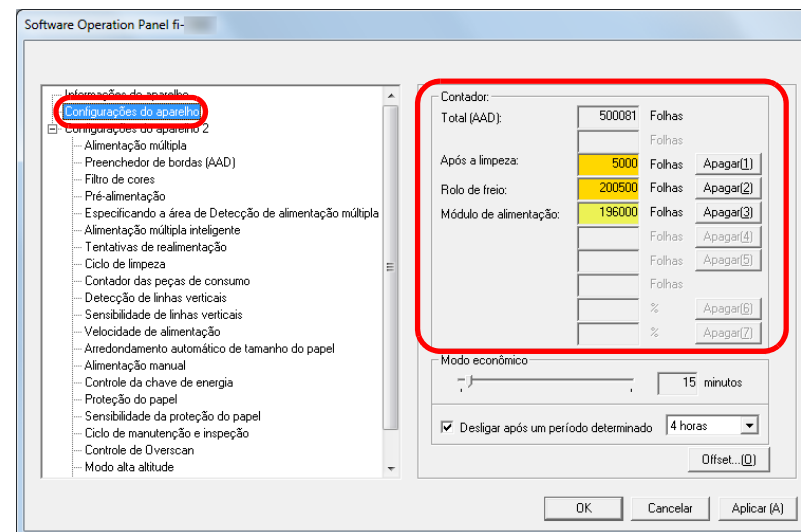 Software Operation Panel fi-
Informações do aparelho
Configurações do aparelho
Configurações do aparelho 2
Alimentação múltipla
Preenchedor de bordas (AAD)
Filtro de cores
Pré-alimentação
Especificando a área de Detecção de alimentação múltipla
Alimentação múltipla inteligente
Tentativas de realimentação
Ciclo de limpeza
Contador das peças de consumo
Detecção de linhas verticais
Sensibilidade de linhas verticais
Velocidade de alimentação
Arredondamento automático de tamanho do papel
Alimentação manual
Controle da chave de energia
Proteção do papel
Sensibilidade da proteção do papel
Ciclo de manutenção e inspeção
Controle de Overscan
Modo alta altitude
Contador:
Total (AAD): 500081 Folhas
Folhas
Após a limpeza: 5000 Folhas Apagar(1)
Rolo de freio: 200500 Folhas Apagar(2)
Módulo de alimentação: 196000 Folhas Apagar(3)
Folhas Apagar(4)
Folhas Apagar(5)
Folhas
% Apagar(6)
% Apagar(7)
Modo econômico
15 minutos
Desligar após um período determinado 4 horas
Offset...(O)
OK Cancelar Aplicar (A)